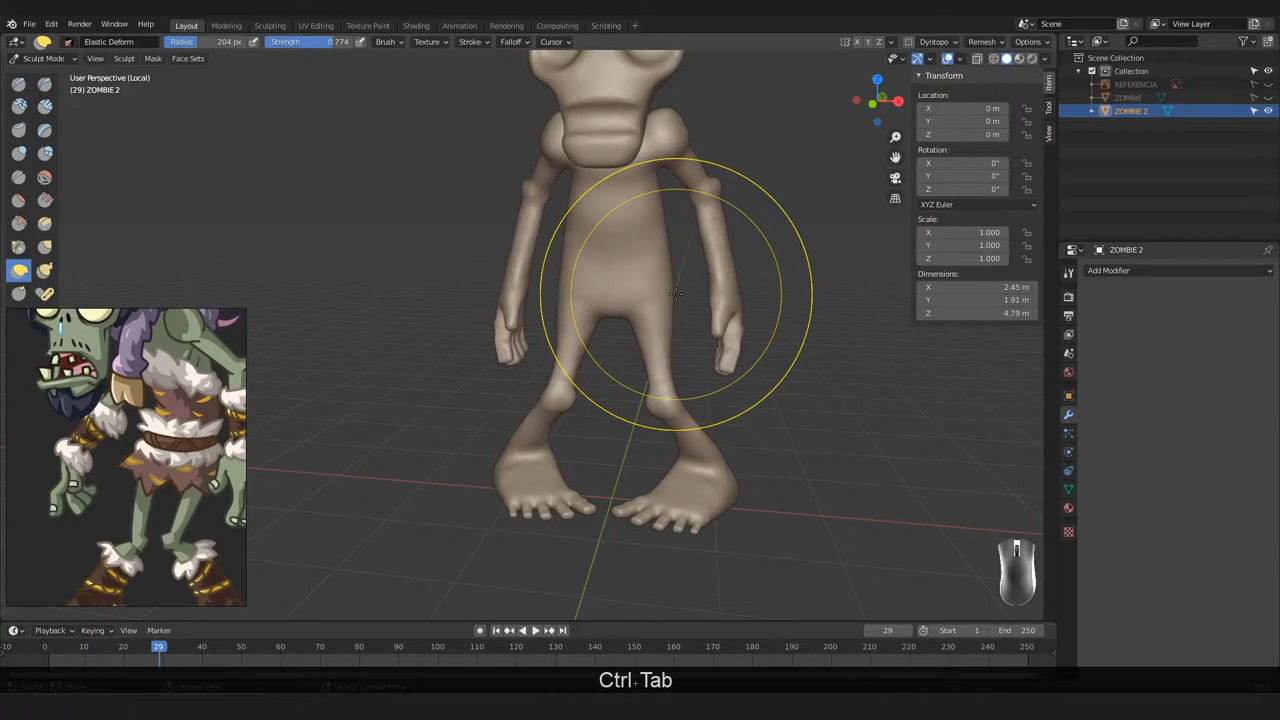 File Edit Render Window Help Layout Modeling Sculpting UV Editing Texture Paint Shading Animation Rendering Compositing Scripting + Scene View Layer
Elastic Deform Radius 204 px Strength 0.774 Brush Texture Stroke Falloff Cursor X Y Z Dyntopo Remesh Options
Sculpt Mode View Sculpt Mask Face Sets
User Perspective (Local)
(29) ZOMBIE 2
Z
X
Transform
Location:
X 0 m
Y 0 m
Z 0 m
Rotation:
X 0°
Y 0°
Z 0°
XYZ Euler
Scale:
X 1.000
Y 1.000
Z 1.000
Dimensions:
X 2.45 m
Y 1.91 m
Z 4.79 m
Item
Tool
View
Scene Collection
Collection
REFERENCIA
ZOMBIE
ZOMBIE 2
ZOMBIE 2
Add Modifier
Playback Keying View Marker 29 Start 1 End 250
-10 0 10 20 29 40 50 60 70 80 90 100 110 120 130 140 150 160 170 180 190 200 210 220 230 240 250
Ctrl+Tab